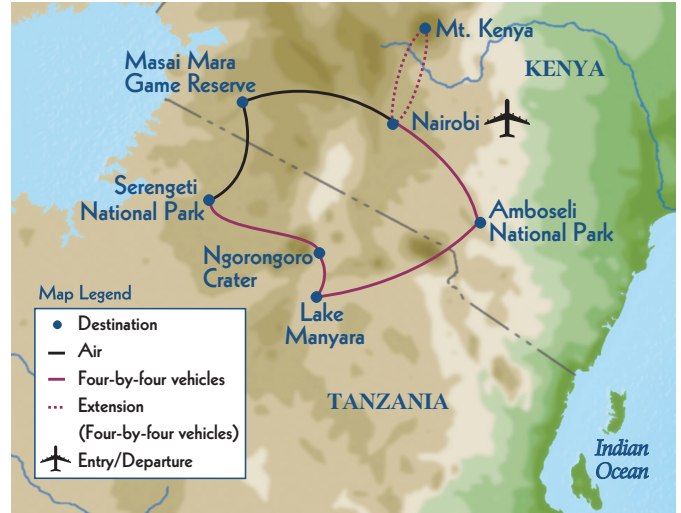 Mt. Kenya
KENYA
Masai Mara
Game Reserve
Nairobi
Serengeti
National Park
Amboseli
National Park
Ngorongoro
Crater
Lake
Manyara
Map Legend
Destination
Air
Four-by-four vehicles
Extension
(Four-by-four vehicles)
Entry/Departure
TANZANIA
Indian
Ocean